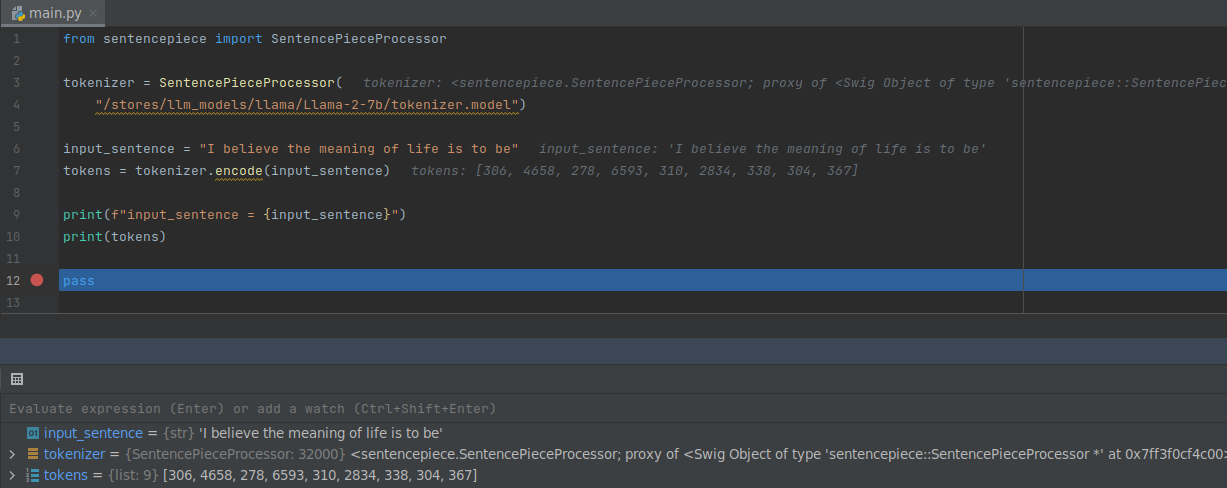 main.py
1 from sentencepiece import SentencePieceProcessor
2
3 tokenizer = SentencePieceProcessor( tokenizer: <sentencepiece.SentencePieceProcessor; proxy of <Swig Object of type 'sentencepiece::SentencePiec
4 "/stores/llm_models/llama/Llama-2-7b/tokenizer.model")
5
6 input_sentence = "I believe the meaning of life is to be" input_sentence: 'I believe the meaning of life is to be'
7 tokens = tokenizer.encode(input_sentence) tokens: [306, 4658, 278, 6593, 310, 2834, 338, 304, 367]
8
9 print(f"input_sentence = {input_sentence}")
10 print(tokens)
11
12 pass
13
Evaluate expression (Enter) or add a watch (Ctrl+Shift+Enter)
01 input_sentence = {str} 'I believe the meaning of life is to be'
tokenizer = {SentencePieceProcessor: 32000} <sentencepiece.SentencePieceProcessor; proxy of <Swig Object of type 'sentencepiece::SentencePieceProcessor *' at 0x7ff3f0cf4c00>
tokens = {list: 9} [306, 4658, 278, 6593, 310, 2834, 338, 304, 367]